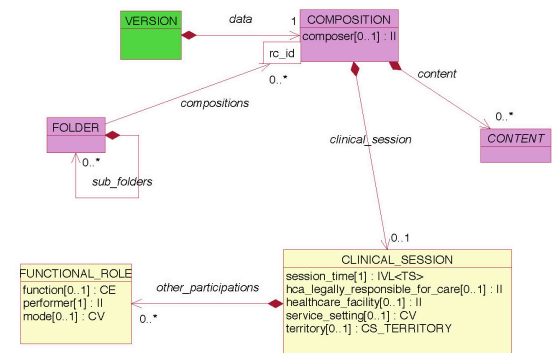 VERSION
data
1
COMPOSITION
composer[0..1] : II
rc_id
0..*
content
compositions
FOLDER
0..*
CONTENT
clinical_session
0..*
sub_folders
0..1
CLINICAL_SESSION
session_time[1] : IVL<TS>
hca_legally_responsible_for_care[0..1] : II
healthcare_facility[0..1] : II
service_setting[0..1] : CV
territory[0..1] : CS_TERRITORY
FUNCTIONAL_ROLE
function[0..1] : CE
performer[1] : II
mode[0..1] : CV
other_participations
0..*